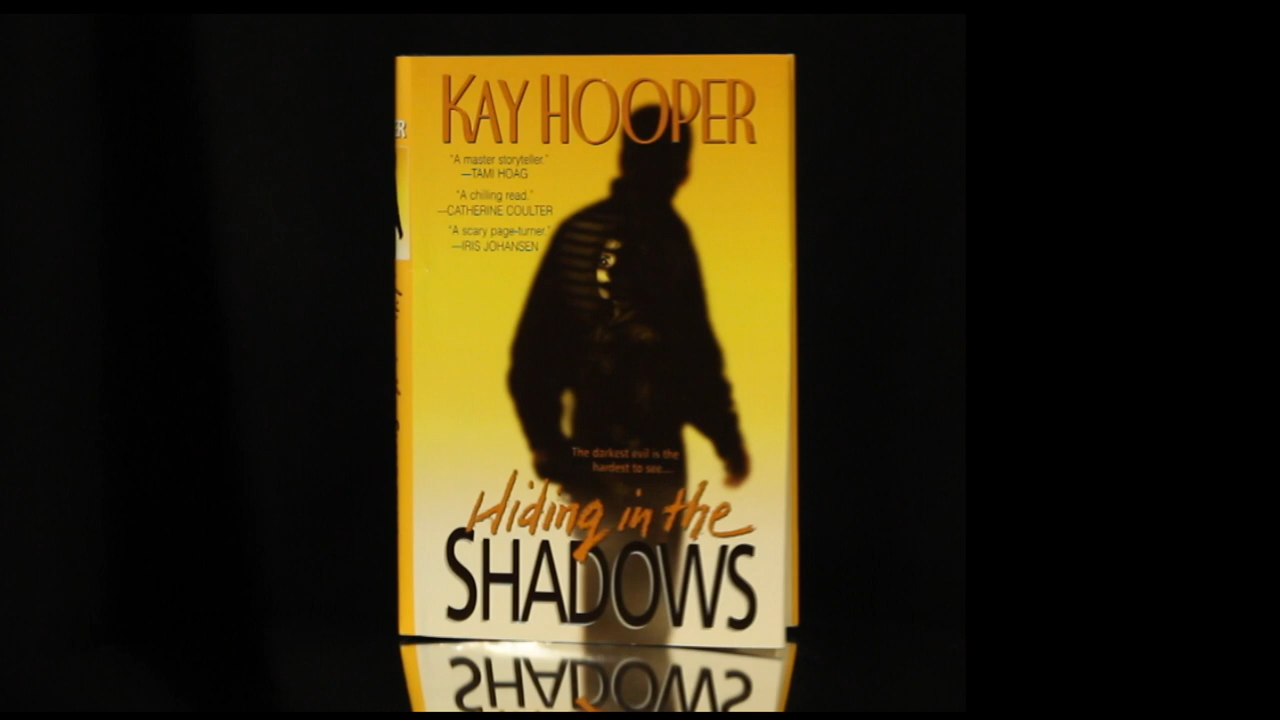 KAY HOOPER
"A master storyteller."
—TAMI HOAG
"A chilling read."
—CATHERINE COULTER
"A scary page-turner."
—IRIS JOHANSEN
The darkest evil is the
hardest to see...
Hiding in the
SHADOWS